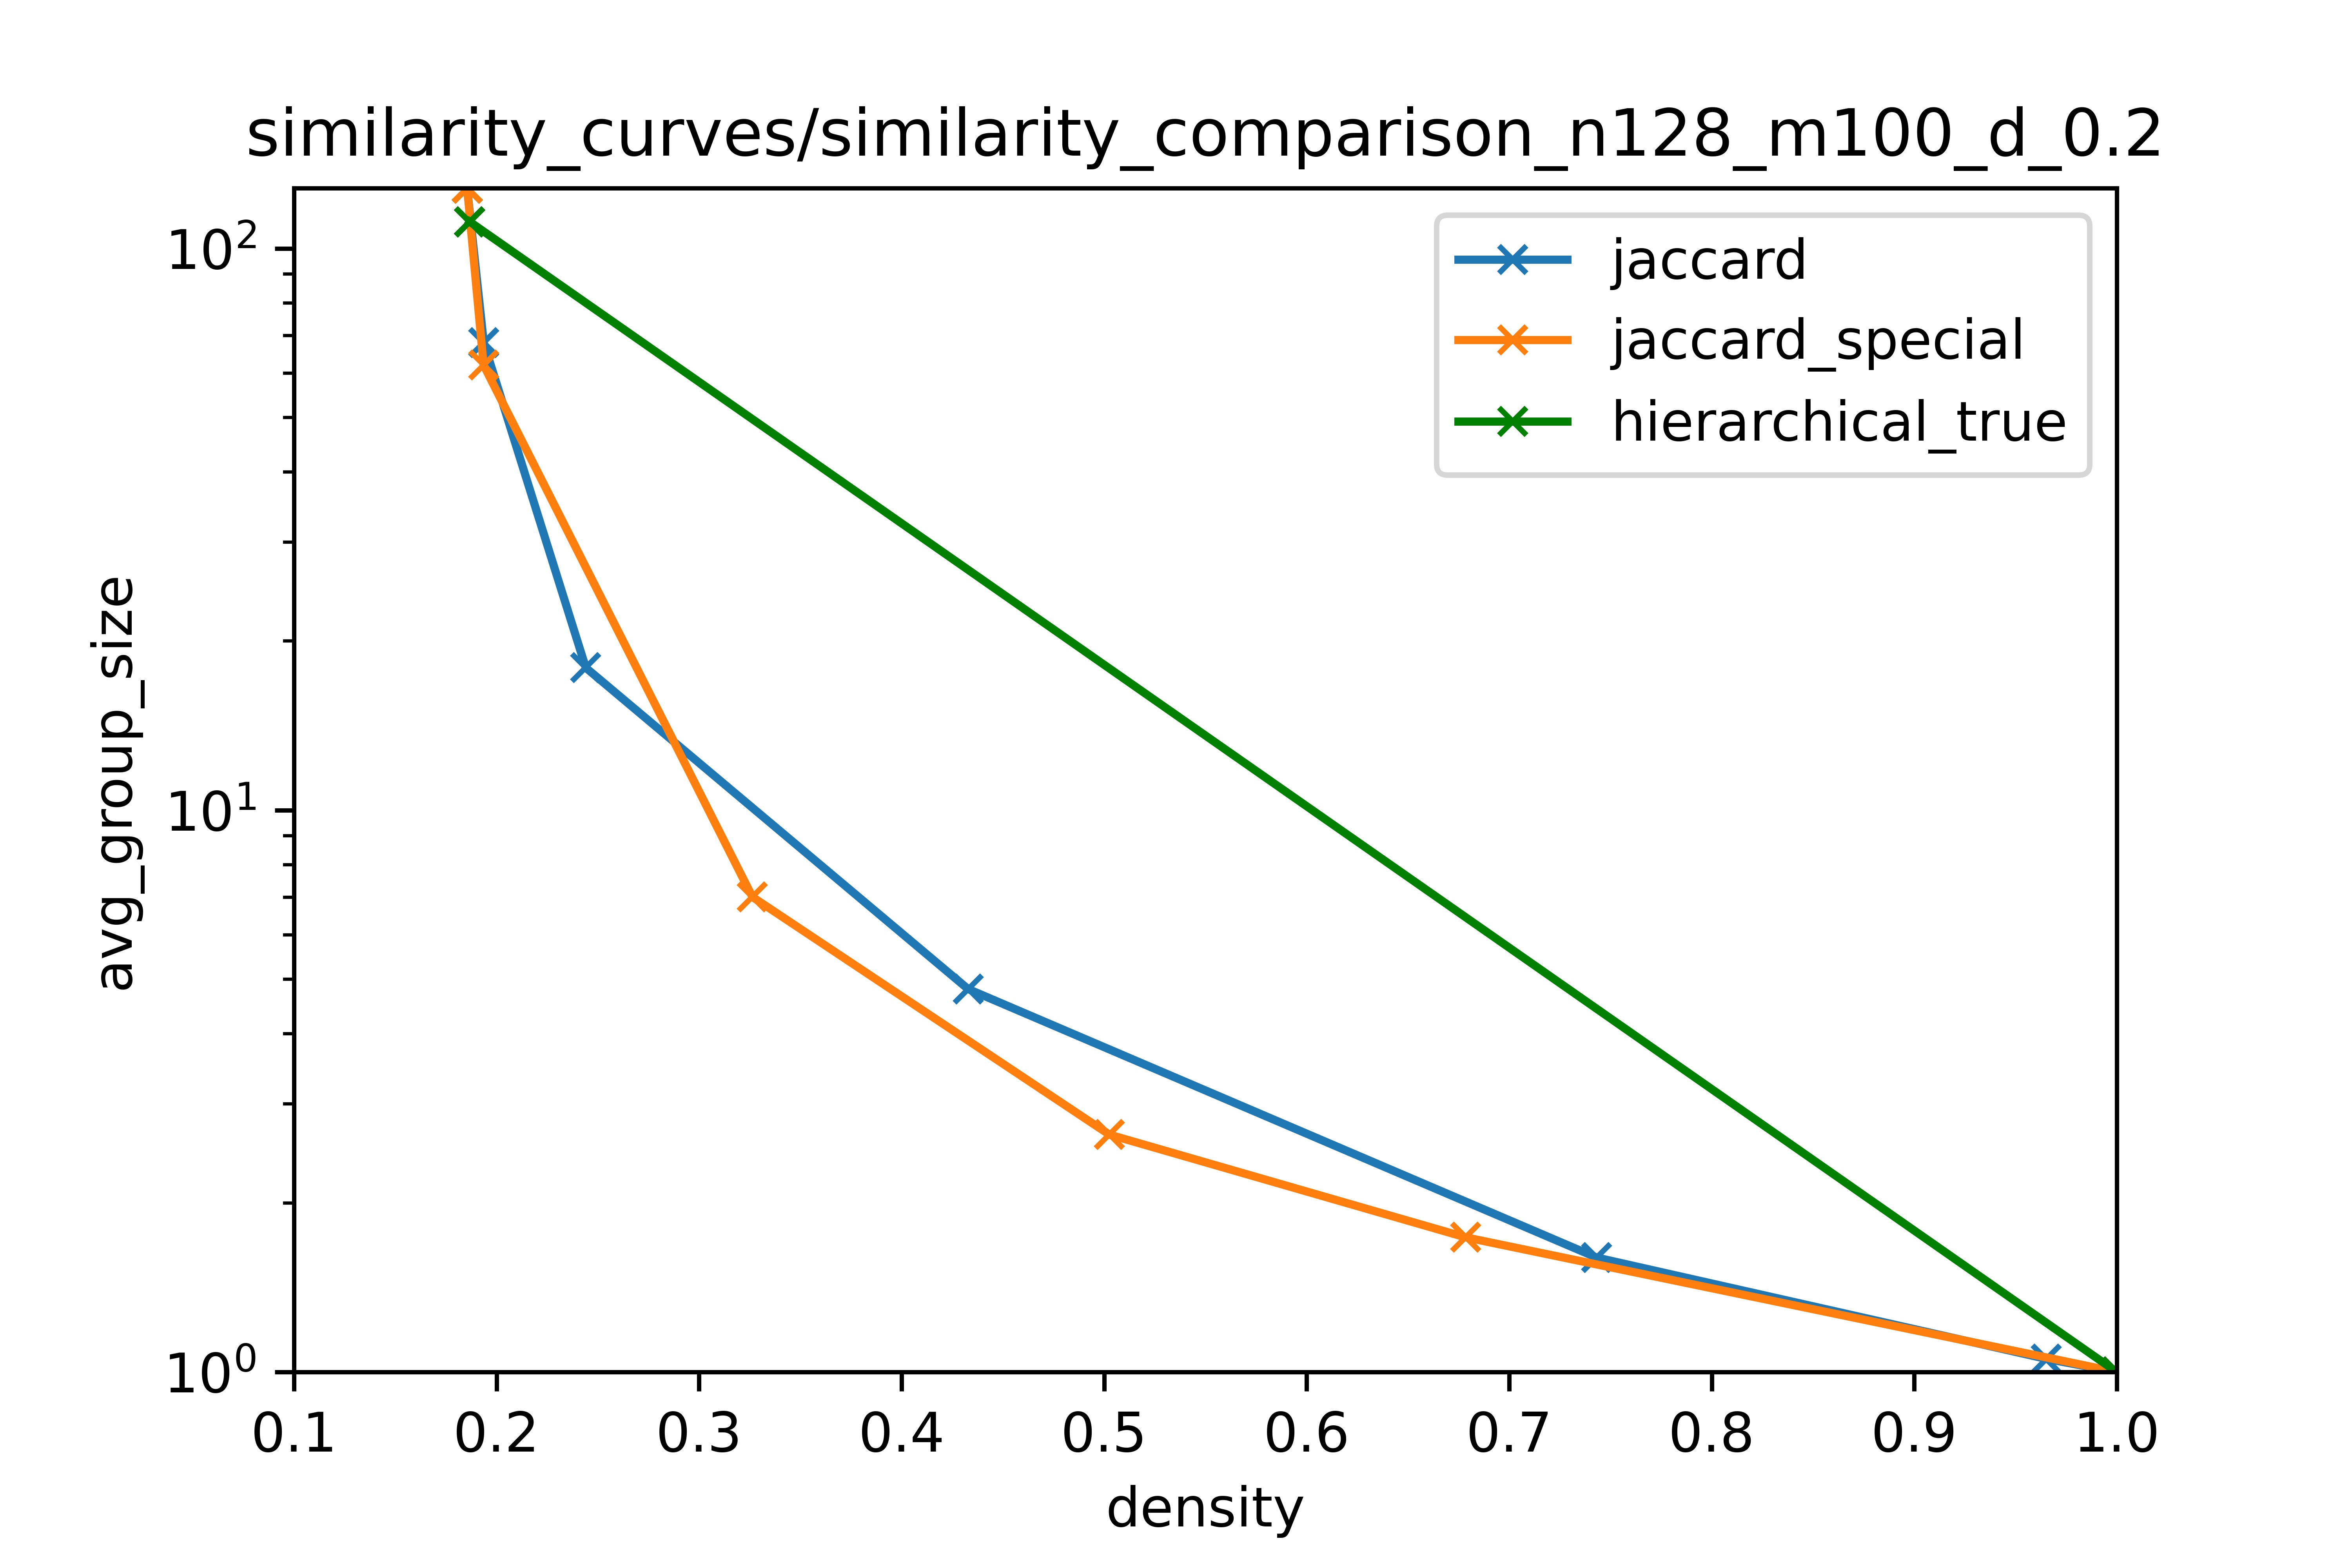 similarity_curves/similarity_comparison_n128_m100_d_0.2
10²
10¹
10⁰
avg_group_size
jaccard
jaccard_special
hierarchical_true
0.1 0.2 0.3 0.4 0.5 0.6 0.7 0.8 0.9 1.0
density